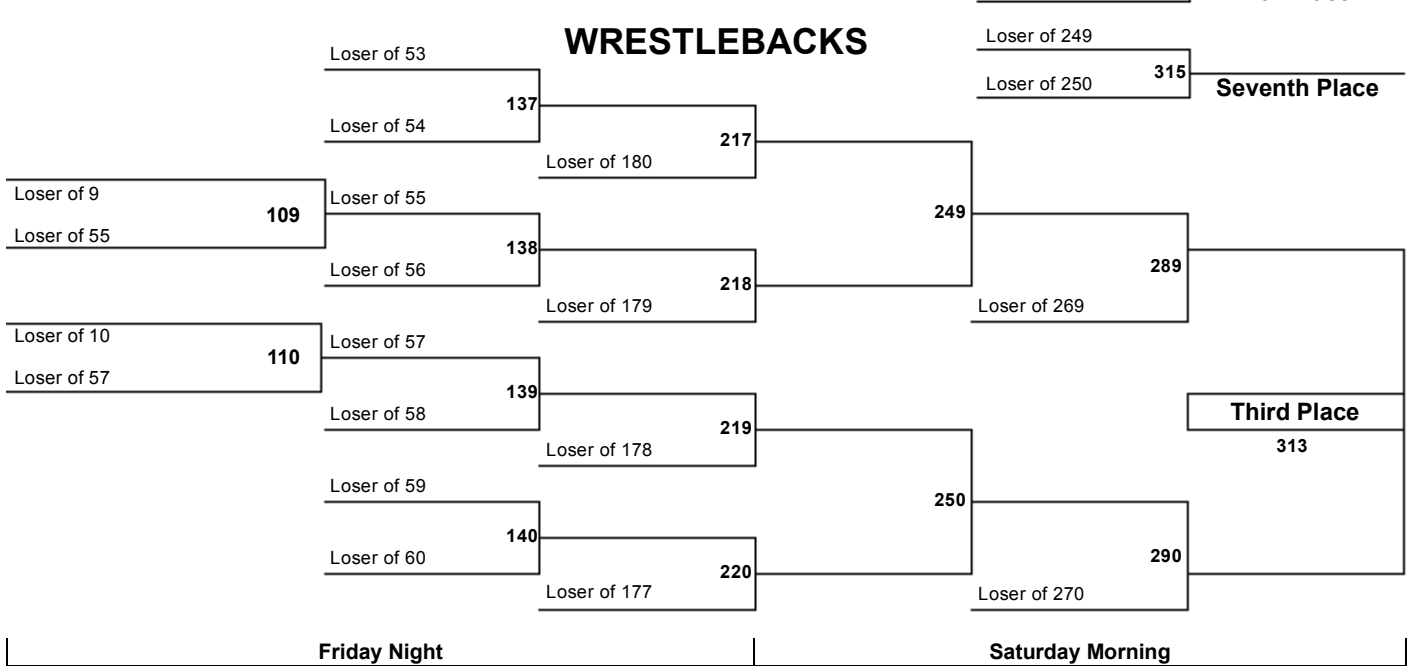 WRESTLEBACKS
Loser of 249
315
Loser of 250
Seventh Place
Loser of 53
137
Loser of 54
217
Loser of 180
Loser of 9
109
Loser of 55
Loser of 55
138
Loser of 56
218
Loser of 179
249
289
Loser of 269
Loser of 10
110
Loser of 57
Loser of 57
139
Loser of 58
219
Loser of 178
Third Place
313
Loser of 59
140
Loser of 60
220
Loser of 177
250
290
Loser of 270
Friday Night
Saturday Morning